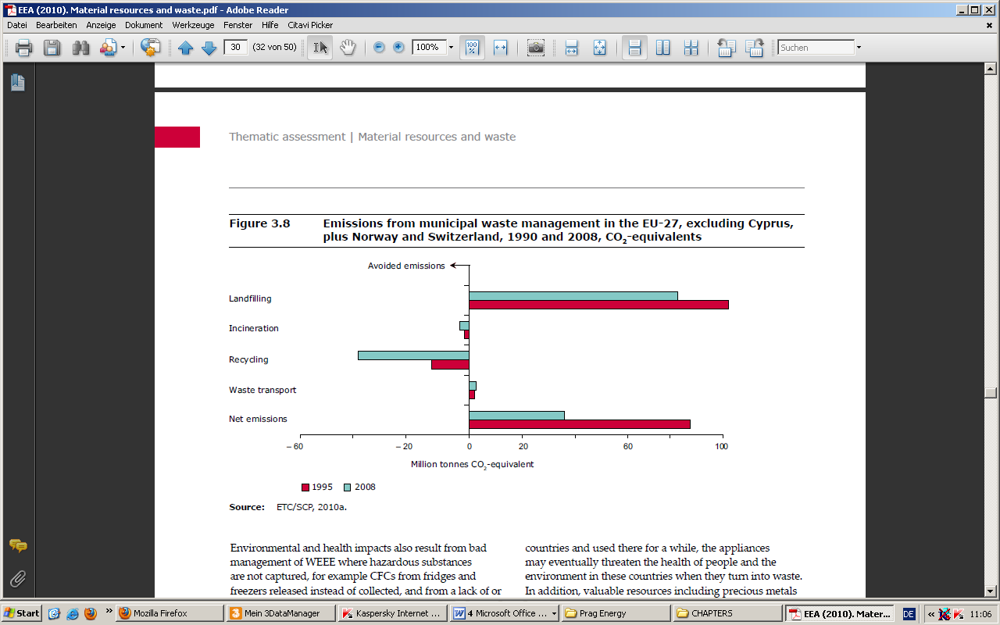 EEA (2010). Material resources and waste.pdf - Adobe Reader
Datei Bearbeiten Anzeige Dokument Werkzeuge Fenster Hilfe Citavi Picker
30 (32 von 50) 100% Suchen
Thematic assessment | Material resources and waste
Figure 3.8 Emissions from municipal waste management in the EU-27, excluding Cyprus,
plus Norway and Switzerland, 1990 and 2008, CO2-equivalents
Avoided emissions
Landfilling
Incineration
Recycling
Waste transport
Net emissions
– 60 – 20 0 20 60 100
Million tonnes CO2-equivalent
1995 2008
Source: ETC/SCP, 2010a.
Environmental and health impacts also result from bad
management of WEEE where hazardous substances
are not captured, for example CFCs from fridges and
freezers released instead of collected, and from a lack of or
countries and used there for a while, the appliances
may eventually threaten the health of people and the
environment in these countries when they turn into waste.
In addition, valuable resources including precious metals
Start » Mozilla Firefox Mein 3DataManager Kaspersky Internet ... 4 Microsoft Office ... Prag Energy CHAPTERS EEA (2010). Mater... DE « 11:06